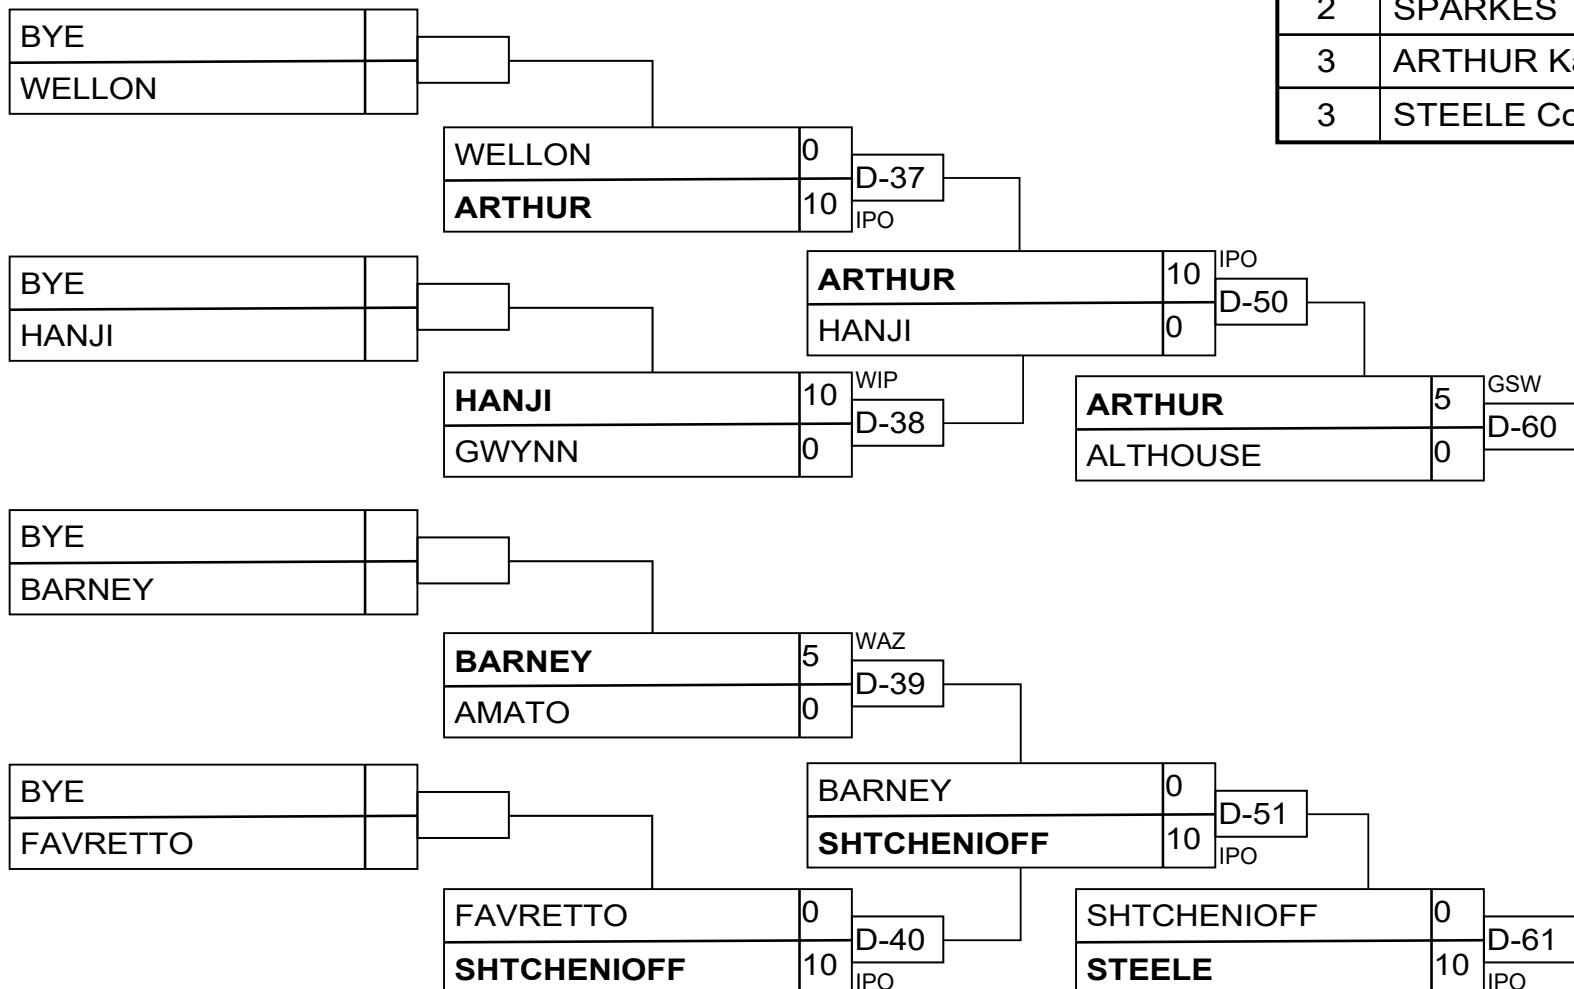 BYE
WELLON
2 SPARKES
3 ARTHUR
3 STEELE
WELLON 0
ARTHUR 10
D-37
IPO
BYE
HANJI
HANJI 10
GWYNN 0
WIP
D-38
ARTHUR 10
HANJI 0
IPO
D-50
ARTHUR 5
ALTHOUSE 0
GSW
D-60
BYE
BARNEY
BARNEY 5
AMATO 0
WAZ
D-39
BYE
FAVRETTO
FAVRETTO 0
SHTCHENIOFF 10
D-40
IPO
BARNEY 0
SHTCHENIOFF 10
D-51
IPO
SHTCHENIOFF 0
STEELE 10
D-61
IPO